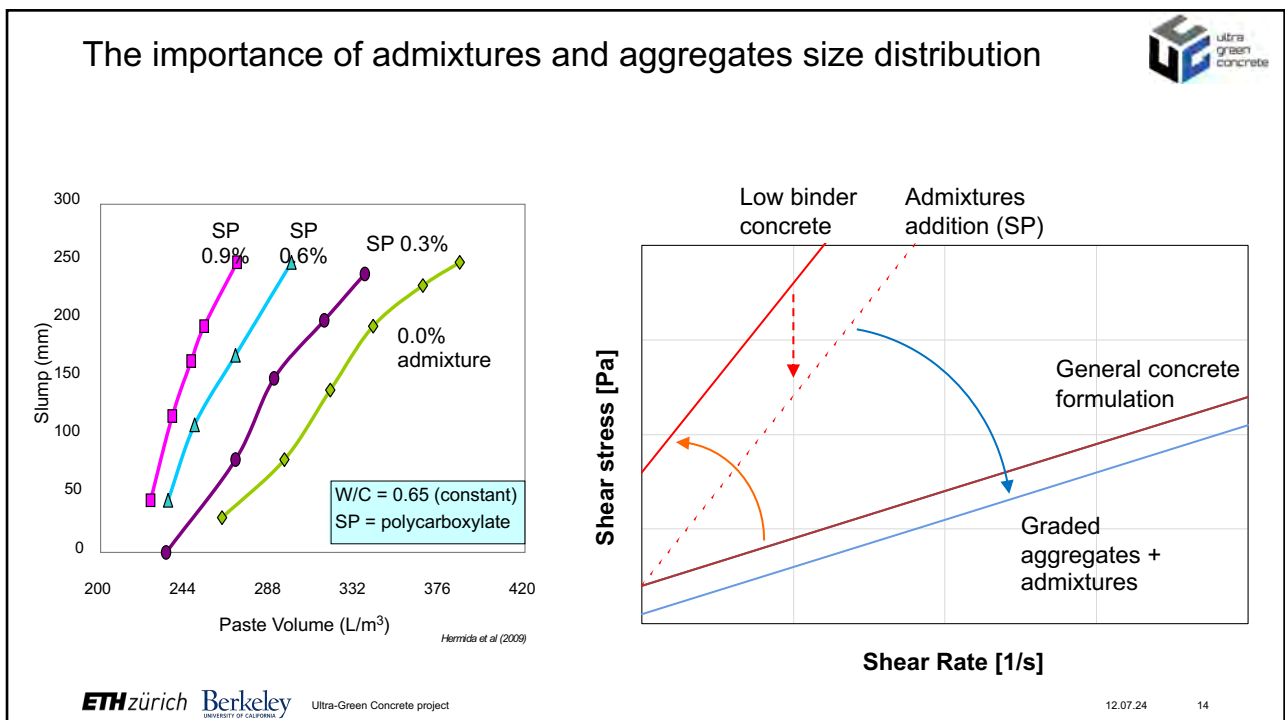 The importance of admixtures and aggregates size distribution
ultra
green
concrete
300
250
200
150
100
50
0
Slump (mm)
SP
0.9%
SP
0.6%
SP 0.3%
0.0%
admixture
W/C = 0.65 (constant)
SP = polycarboxylate
200 244 288 332 376 420
Paste Volume (L/m³)
Hermida et al (2009)
Low binder
concrete
Admixtures
addition (SP)
Shear stress [Pa]
General concrete
formulation
Graded
aggregates +
admixtures
Shear Rate [1/s]
ETH zürich
Berkeley
UNIVERSITY OF CALIFORNIA
Ultra-Green Concrete project
12.07.24
14